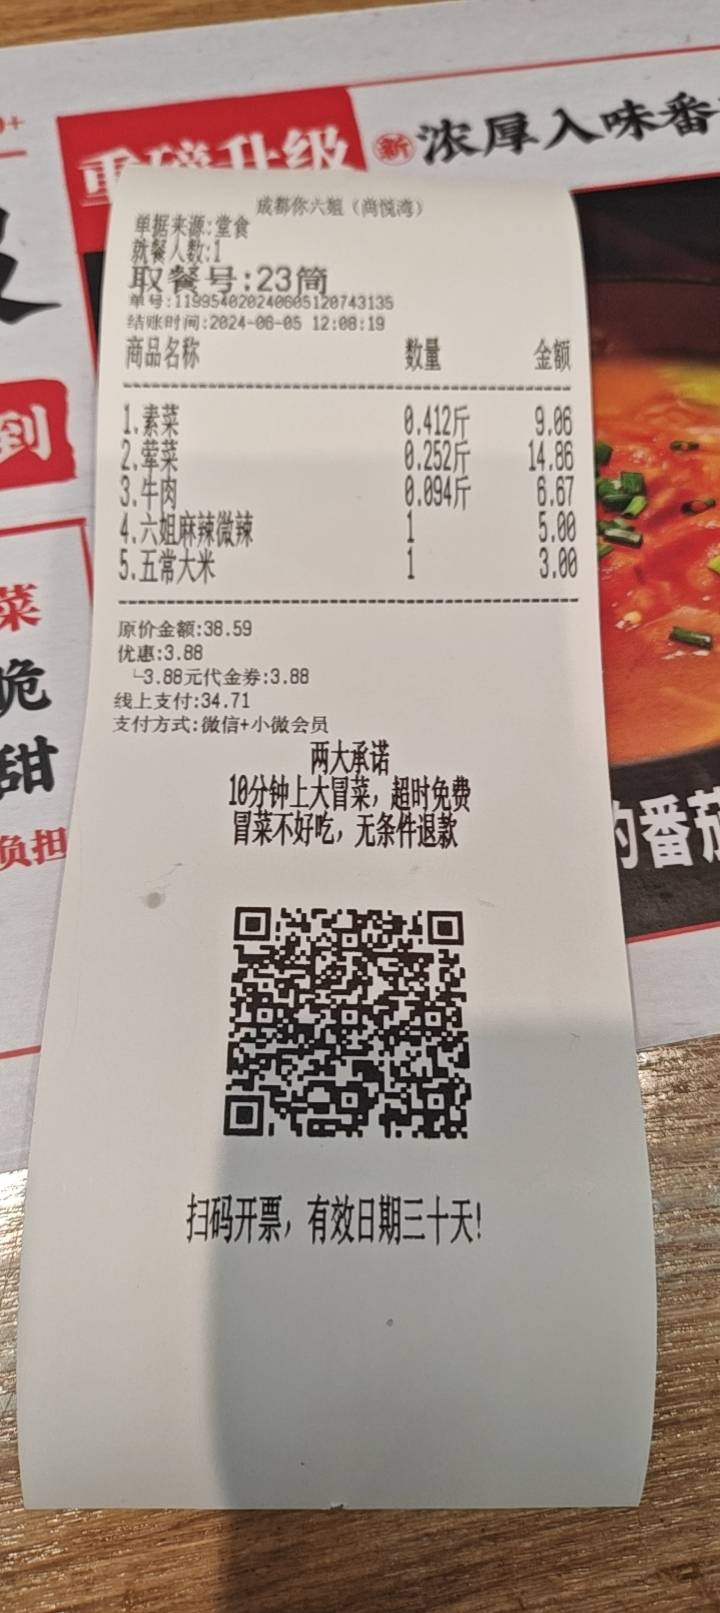 重磅升级
新 浓厚入味番
到
菜
脆
甜
负担
的番茄
成都你六姐（尚悦湾）
单据来源:堂食
就餐人数:1
取餐号:23筒
单号:119954020240605120743135
结账时间:2024-06-05 12:08:19
商品名称 数量 金额
1.素菜 0.412斤 9.06
2.荤菜 0.252斤 14.86
3.牛肉 0.094斤 6.67
4.六姐麻辣微辣 1 5.00
5.五常大米 1 3.00
原价金额:38.59
优惠:3.88
└3.88元代金券:3.88
线上支付:34.71
支付方式:微信+小微会员
两大承诺
10分钟上大冒菜，超时免费
冒菜不好吃，无条件退款
扫码开票，有效日期三十天!